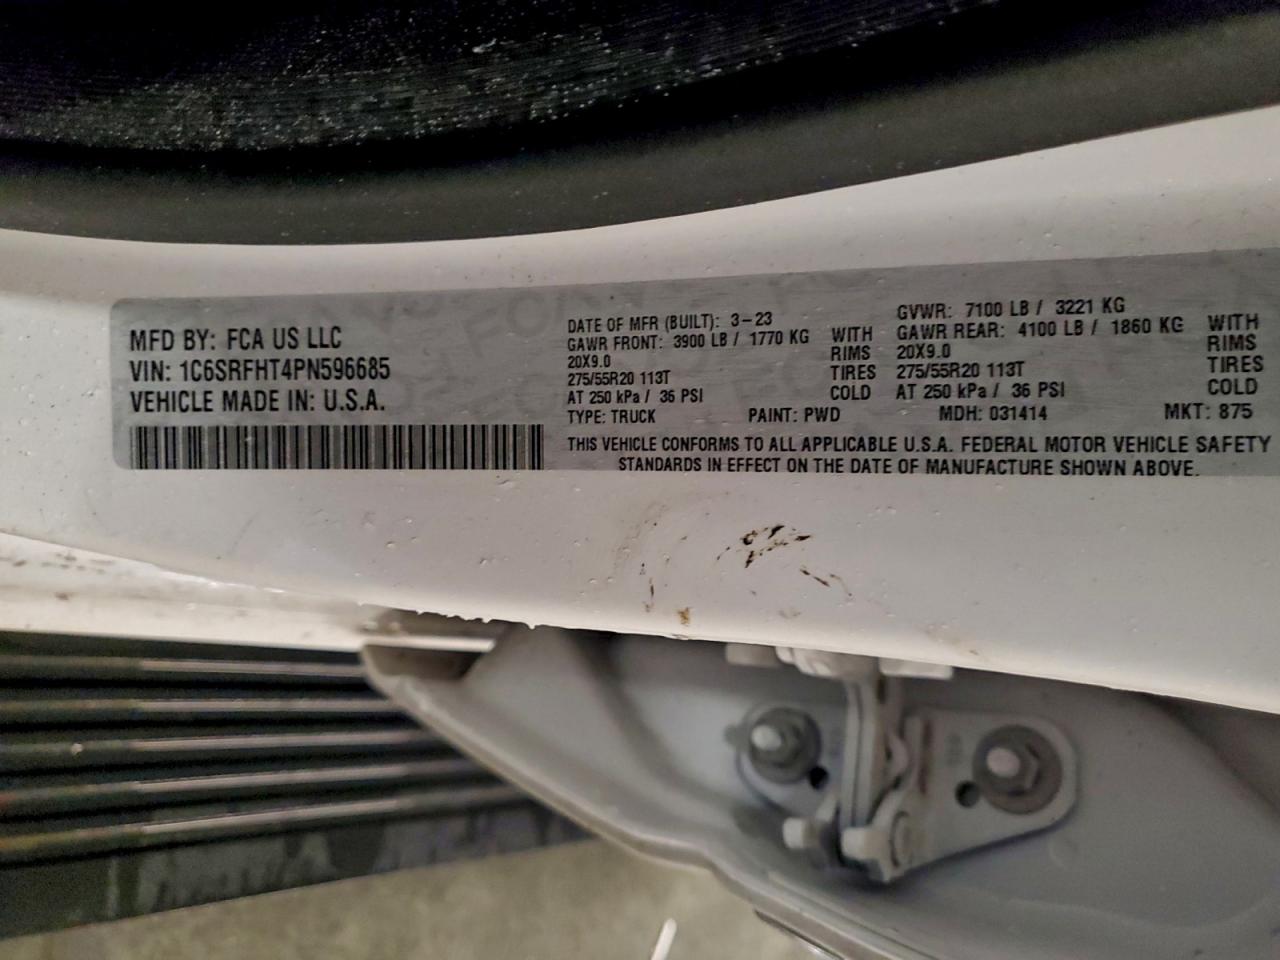 MFD BY: FCA US LLC
VIN: 1C6SRFHT4PN596685
VEHICLE MADE IN: U.S.A.
DATE OF MFR (BUILT): 3-23
GAWR FRONT: 3900 LB / 1770 KG WITH
20X9.0 RIMS
275/55R20 113T TIRES
AT 250 kPa / 36 PSI COLD
GVWR: 7100 LB / 3221 KG
GAWR REAR: 4100 LB / 1860 KG WITH
20X9.0 RIMS
275/55R20 113T TIRES
AT 250 kPa / 36 PSI COLD
TYPE: TRUCK PAINT: PWD MDH: 031414 MKT: 875
THIS VEHICLE CONFORMS TO ALL APPLICABLE U.S.A. FEDERAL MOTOR VEHICLE SAFETY
STANDARDS IN EFFECT ON THE DATE OF MANUFACTURE SHOWN ABOVE.